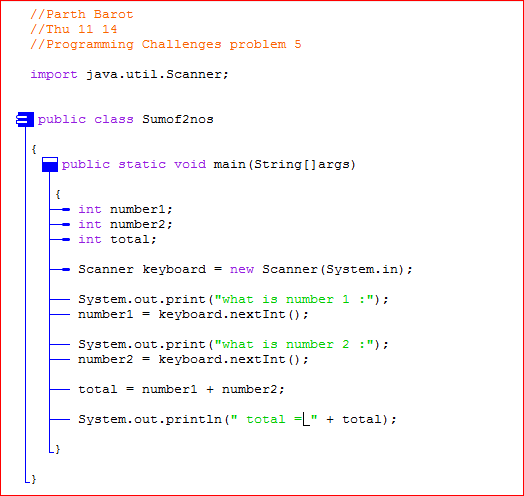 //Parth Barot
//Thu 11 14
//Programming Challenges problem 5
import java.util.Scanner;
public class Sumof2nos
{
public static void main(String[]args)
{
int number1;
int number2;
int total;
Scanner keyboard = new Scanner(System.in);
System.out.print("what is number 1 :");
number1 = keyboard.nextInt();
System.out.print("what is number 2 :");
number2 = keyboard.nextInt();
total = number1 + number2;
System.out.println(" total = " + total);
}
}